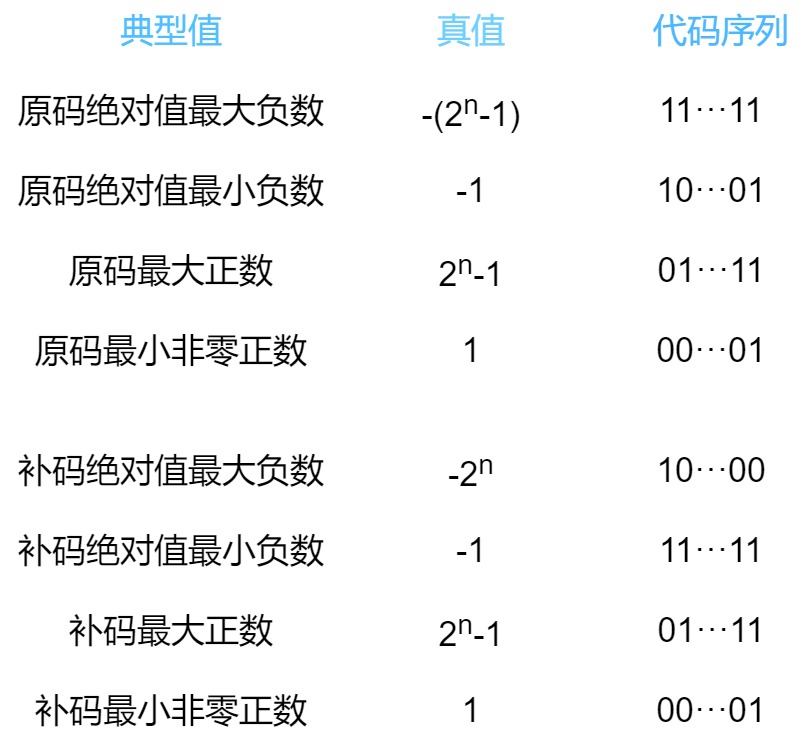 典型值 真值 代码序列
原码绝对值最大负数 -(2ⁿ-1) 11···11
原码绝对值最小负数 -1 10···01
原码最大正数 2ⁿ-1 01···11
原码最小非零正数 1 00···01
补码绝对值最大负数 -2ⁿ 10···00
补码绝对值最小负数 -1 11···11
补码最大正数 2ⁿ-1 01···11
补码最小非零正数 1 00···01